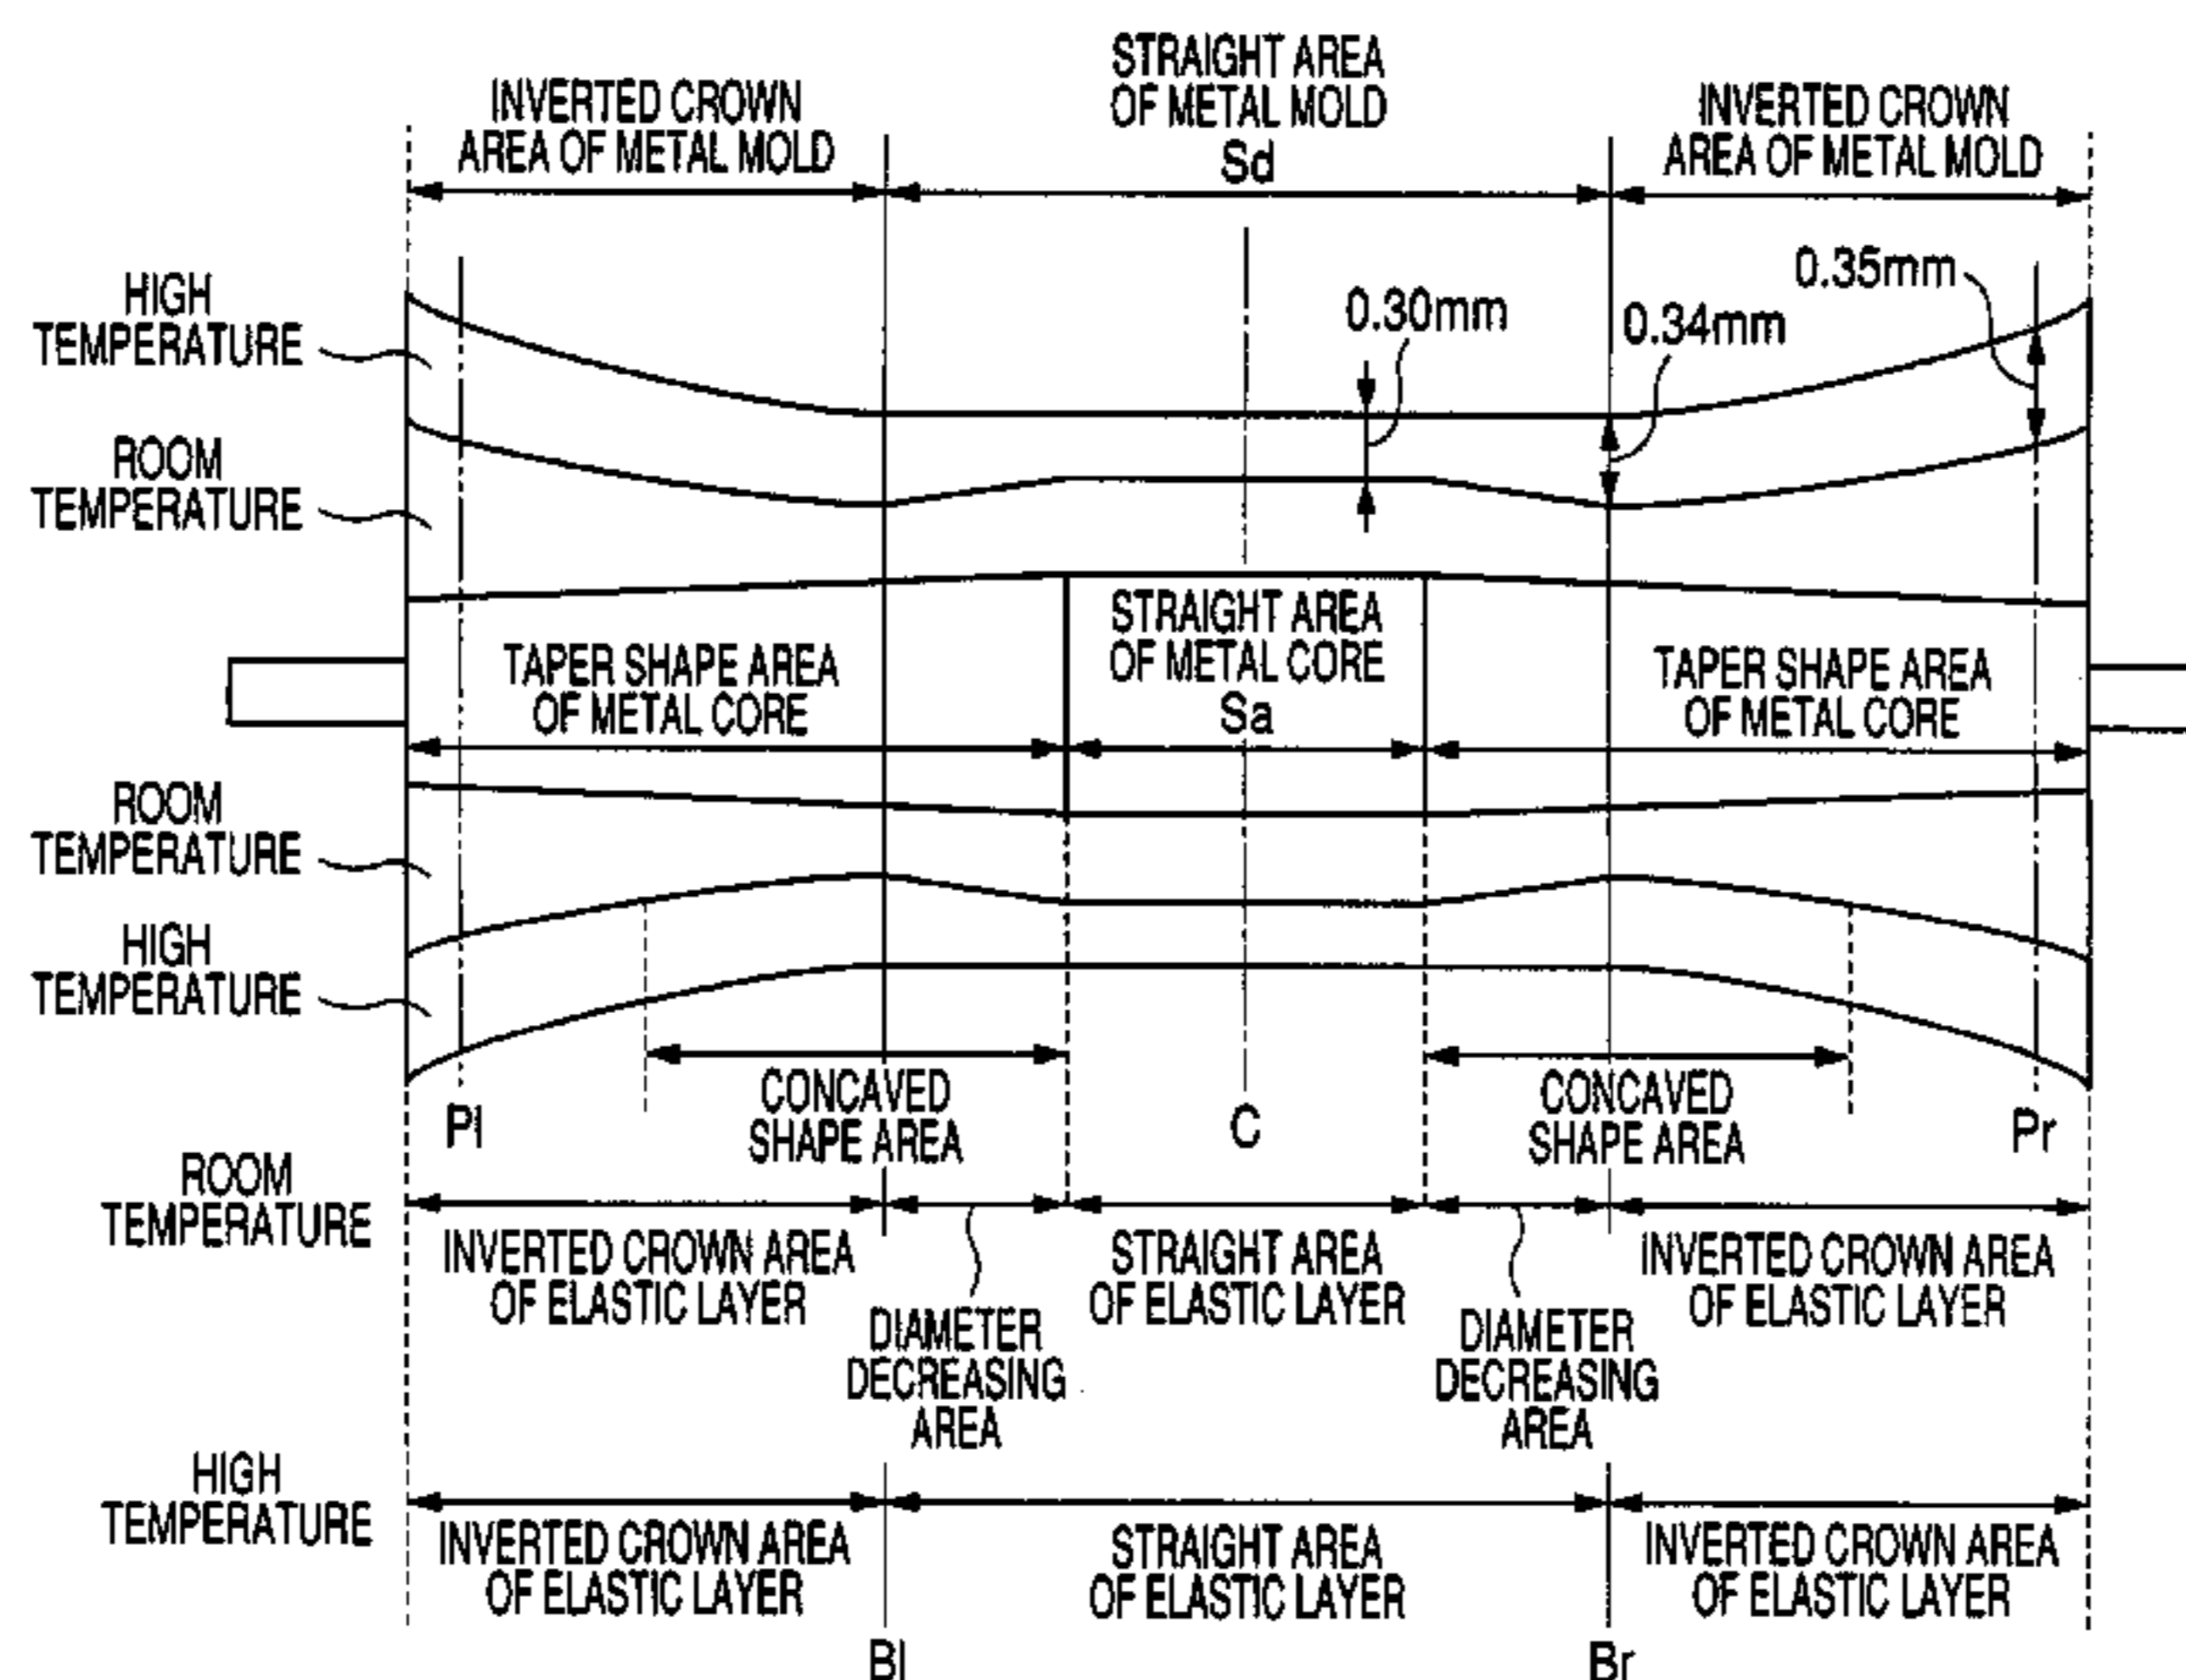 STRAIGHT AREA
OF METAL MOLD
Sd
INVERTED CROWN
AREA OF METAL MOLD
INVERTED CROWN
AREA OF METAL MOLD
HIGH
TEMPERATURE
0.30mm
0.34mm
0.35mm
ROOM
TEMPERATURE
TAPER SHAPE AREA
OF METAL CORE
STRAIGHT AREA
OF METAL CORE
Sa
TAPER SHAPE AREA
OF METAL CORE
ROOM
TEMPERATURE
HIGH
TEMPERATURE
Pl
CONCAVED
SHAPE AREA
C
CONCAVED
SHAPE AREA
Pr
ROOM
TEMPERATURE
INVERTED CROWN AREA
OF ELASTIC LAYER
DIAMETER
DECREASING
AREA
STRAIGHT AREA
OF ELASTIC LAYER
DIAMETER
DECREASING
AREA
INVERTED CROWN AREA
OF ELASTIC LAYER
HIGH
TEMPERATURE
INVERTED CROWN AREA
OF ELASTIC LAYER
STRAIGHT AREA
OF ELASTIC LAYER
INVERTED CROWN AREA
OF ELASTIC LAYER
Bl
Br